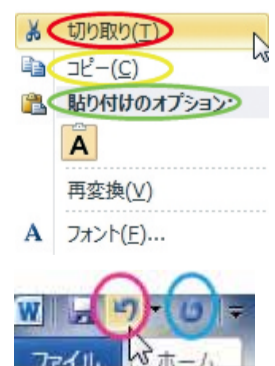 切り取り(T)
コピー(C)
貼り付けのオプション:
A
再変換(V)
A フォント(F)...
W
ファイル ホーム